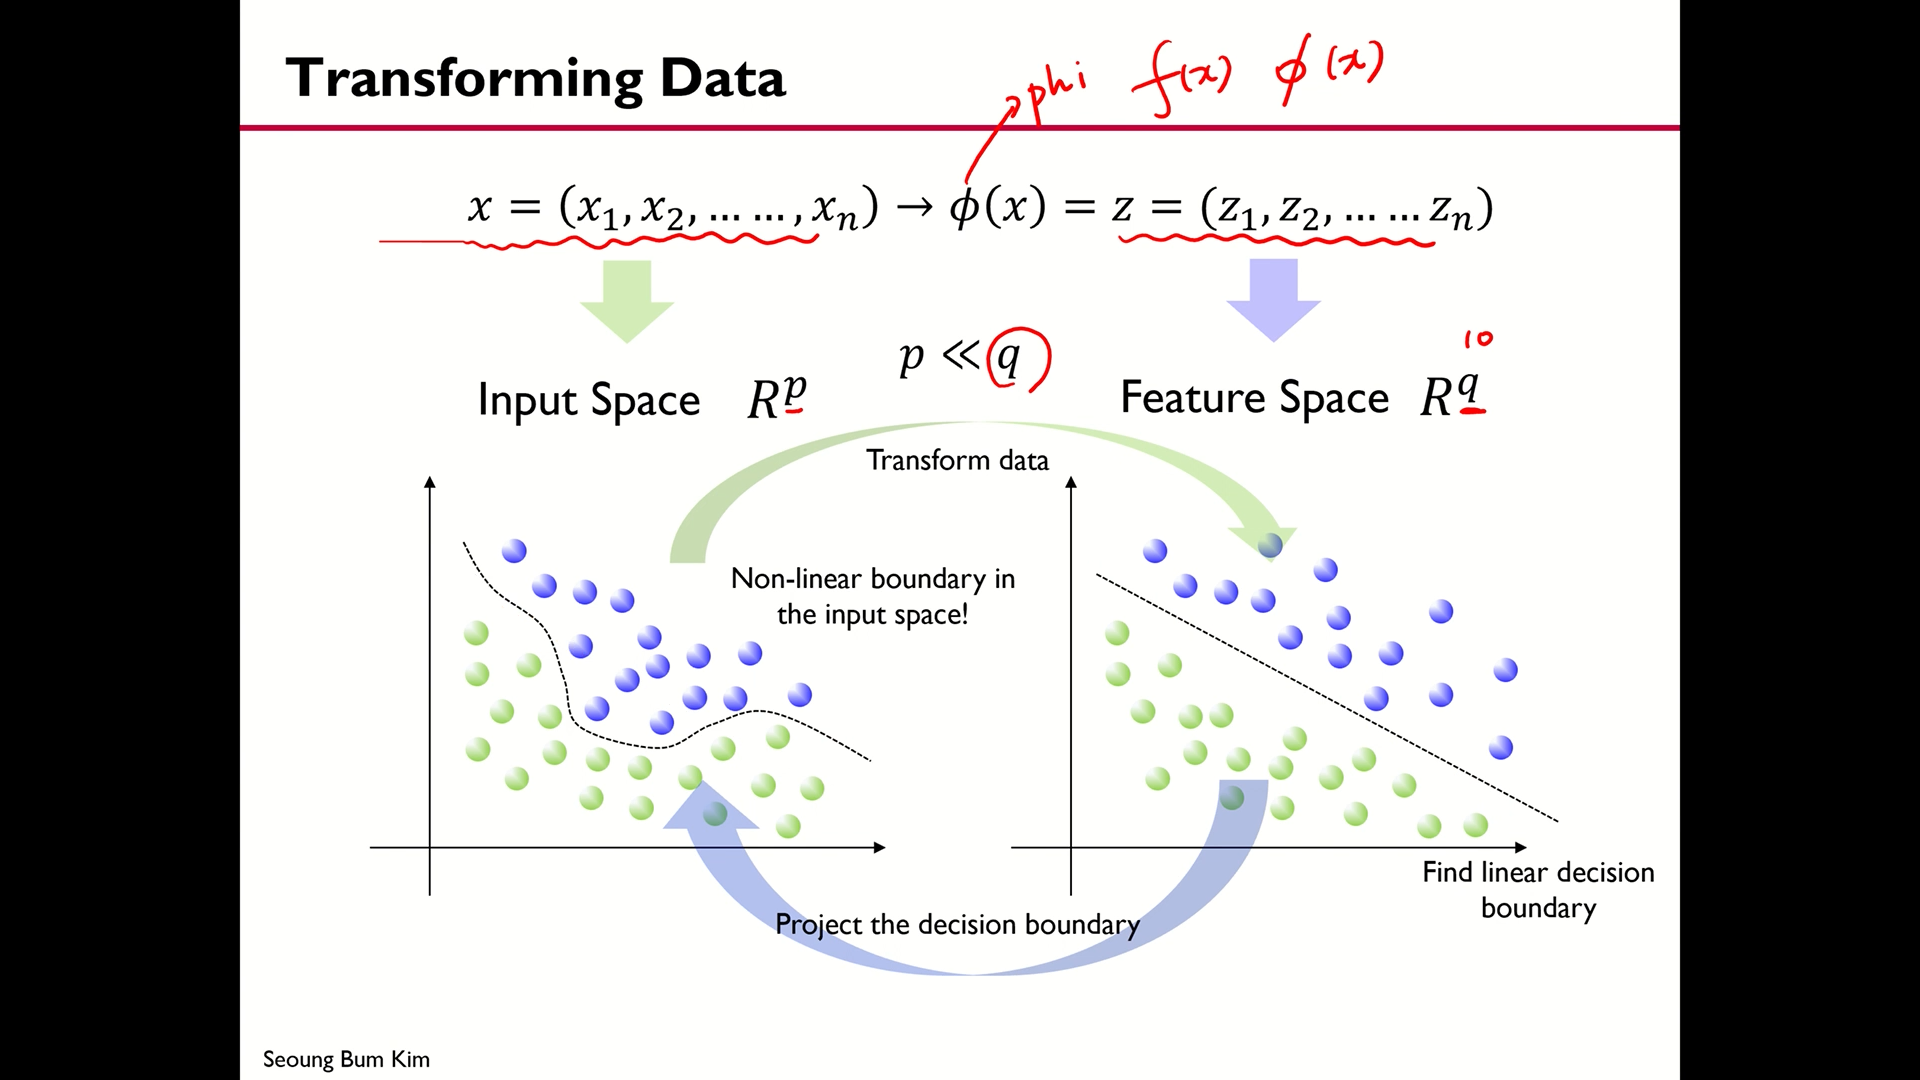 Transforming Data
phi f(x) ϕ(x)
x = (x₁, x₂, … …, xₙ) → ϕ(x) = z = (z₁, z₂, … … zₙ)
p ≪ q
10
Input Space Rᵖ
Feature Space R^q
Transform data
Non-linear boundary in
the input space!
Find linear decision
boundary
Project the decision boundary
Seoung Bum Kim